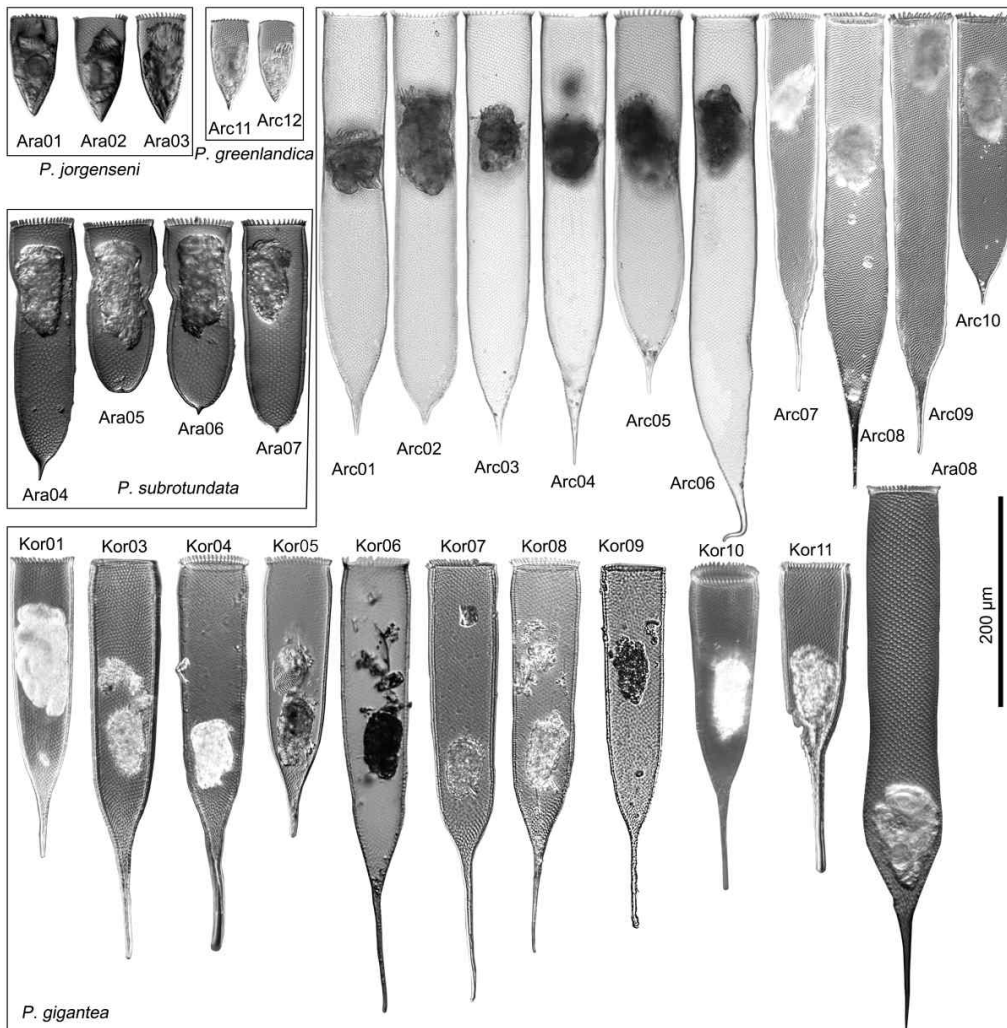 Ara01
Ara02
Ara03
P. jorgenseni
Arc11
Arc12
P. greenlandica
Ara04
Ara05
Ara06
Ara07
P. subrotundata
Arc01
Arc02
Arc03
Arc04
Arc05
Arc06
Arc07
Arc08
Arc09
Arc10
Ara08
Kor01
Kor03
Kor04
Kor05
Kor06
Kor07
Kor08
Kor09
Kor10
Kor11
200 µm
P. gigantea